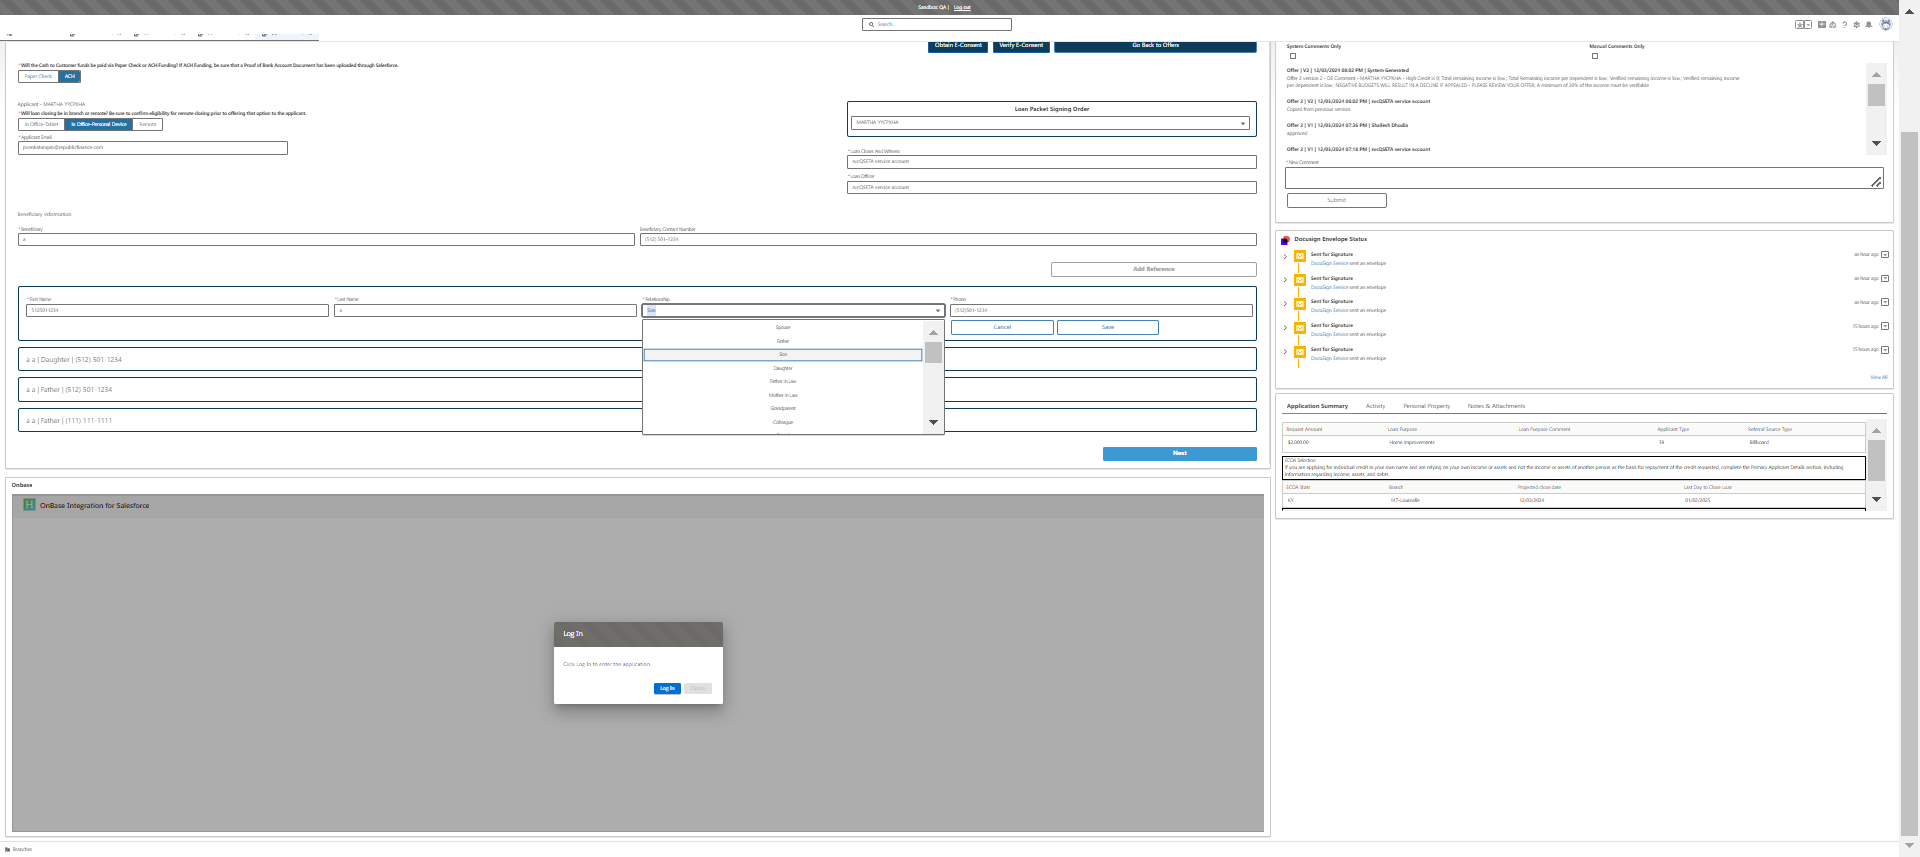 Sandbox: QA | Log out
Search...
Obtain E-Consent
Verify E-Consent
Go Back to Offers
* Will the Cash to Customer funds be paid via Paper Check or ACH Funding? If ACH Funding, be sure that a Proof of Bank Account Document has been uploaded through Salesforce.
Paper Check
ACH
Applicant - MARTHA YYCPXHA
* Will loan closing be in branch or remote? Be sure to confirm eligibility for remote closing prior to offering that option to the applicant.
In Office-Tablet
In Office-Personal Device
Remote
* Applicant Email
Loan Packet Signing Order
MARTHA YYCPXHA
* Loan Closer And Witness
svcQSETA service account
* Loan Officer
svcQSETA service account
Beneficiary Information
* Beneficiary
a
Beneficiary Contact Number
(512) 501-1234
Add Reference
* First Name
5125011234
* Last Name
a
* Relationship
Son
* Phone
(512)501-1234
Spouse
Father
Son
Daughter
Father in Law
Mother in Law
Grandparent
Colleague
Cancel
Save
a a | Daughter | (512) 501-1234
a a | Father | (512) 501-1234
a a | Father | (111) 111-1111
Next
Onbase
OnBase Integration for Salesforce
Log In
Click Log In to enter the application.
Log In
System Comments Only
Manual Comments Only
Offer | V2 | 12/03/2024 08:02 PM | System Generated
Offer 2 version 2 - DE Comment - MARTHA YYCPXHA - High Credit is 0; Total remaining income is low; Total Remaining income per dependent is low; Verified remaining income is low; Verified remaining income
per dependent is low; NEGATIVE BUDGETS WILL RESULT IN A DECLINE IF APPEALED - PLEASE REVIEW YOUR OFFER; A minimum of 20% of the income must be verifiable.
Offer 2 | V2 | 12/03/2024 08:02 PM | svcQSETA service account
Copied from previous version
Offer 2 | V1 | 12/03/2024 07:36 PM | Shailesh Dhodia
approved
Offer 2 | V1 | 12/03/2024 07:18 PM | svcQSETA service account
* New Comment
Submit
Docusign Envelope Status
Sent for Signature
an hour ago
DocuSign Service sent as envelope
Sent for Signature
an hour ago
DocuSign Service sent as envelope
Sent for Signature
an hour ago
DocuSign Service sent as envelope
Sent for Signature
15 hours ago
DocuSign Service sent as envelope
Sent for Signature
15 hours ago
DocuSign Service sent as envelope
View All
Application Summary
Activity
Personal Property
Notes & Attachments
Request Amount
Loan Purpose
Loan Purpose Comment
Applicant Type
Referral Source Type
$2,000.00
Home Improvements
39
Billboard
ECOA Selection
If you are applying for individual credit in your own name and are relying on your own income or assets and not the income or assets of another person as the basis for repayment of the credit requested, complete the Primary Applicant Details section, including
information regarding income, assets, and debts.
ECOA State
Branch
Projected close date
Last Day to Close Loan
KY
M7-Louisville
12/03/2024
01/02/2025
Branches